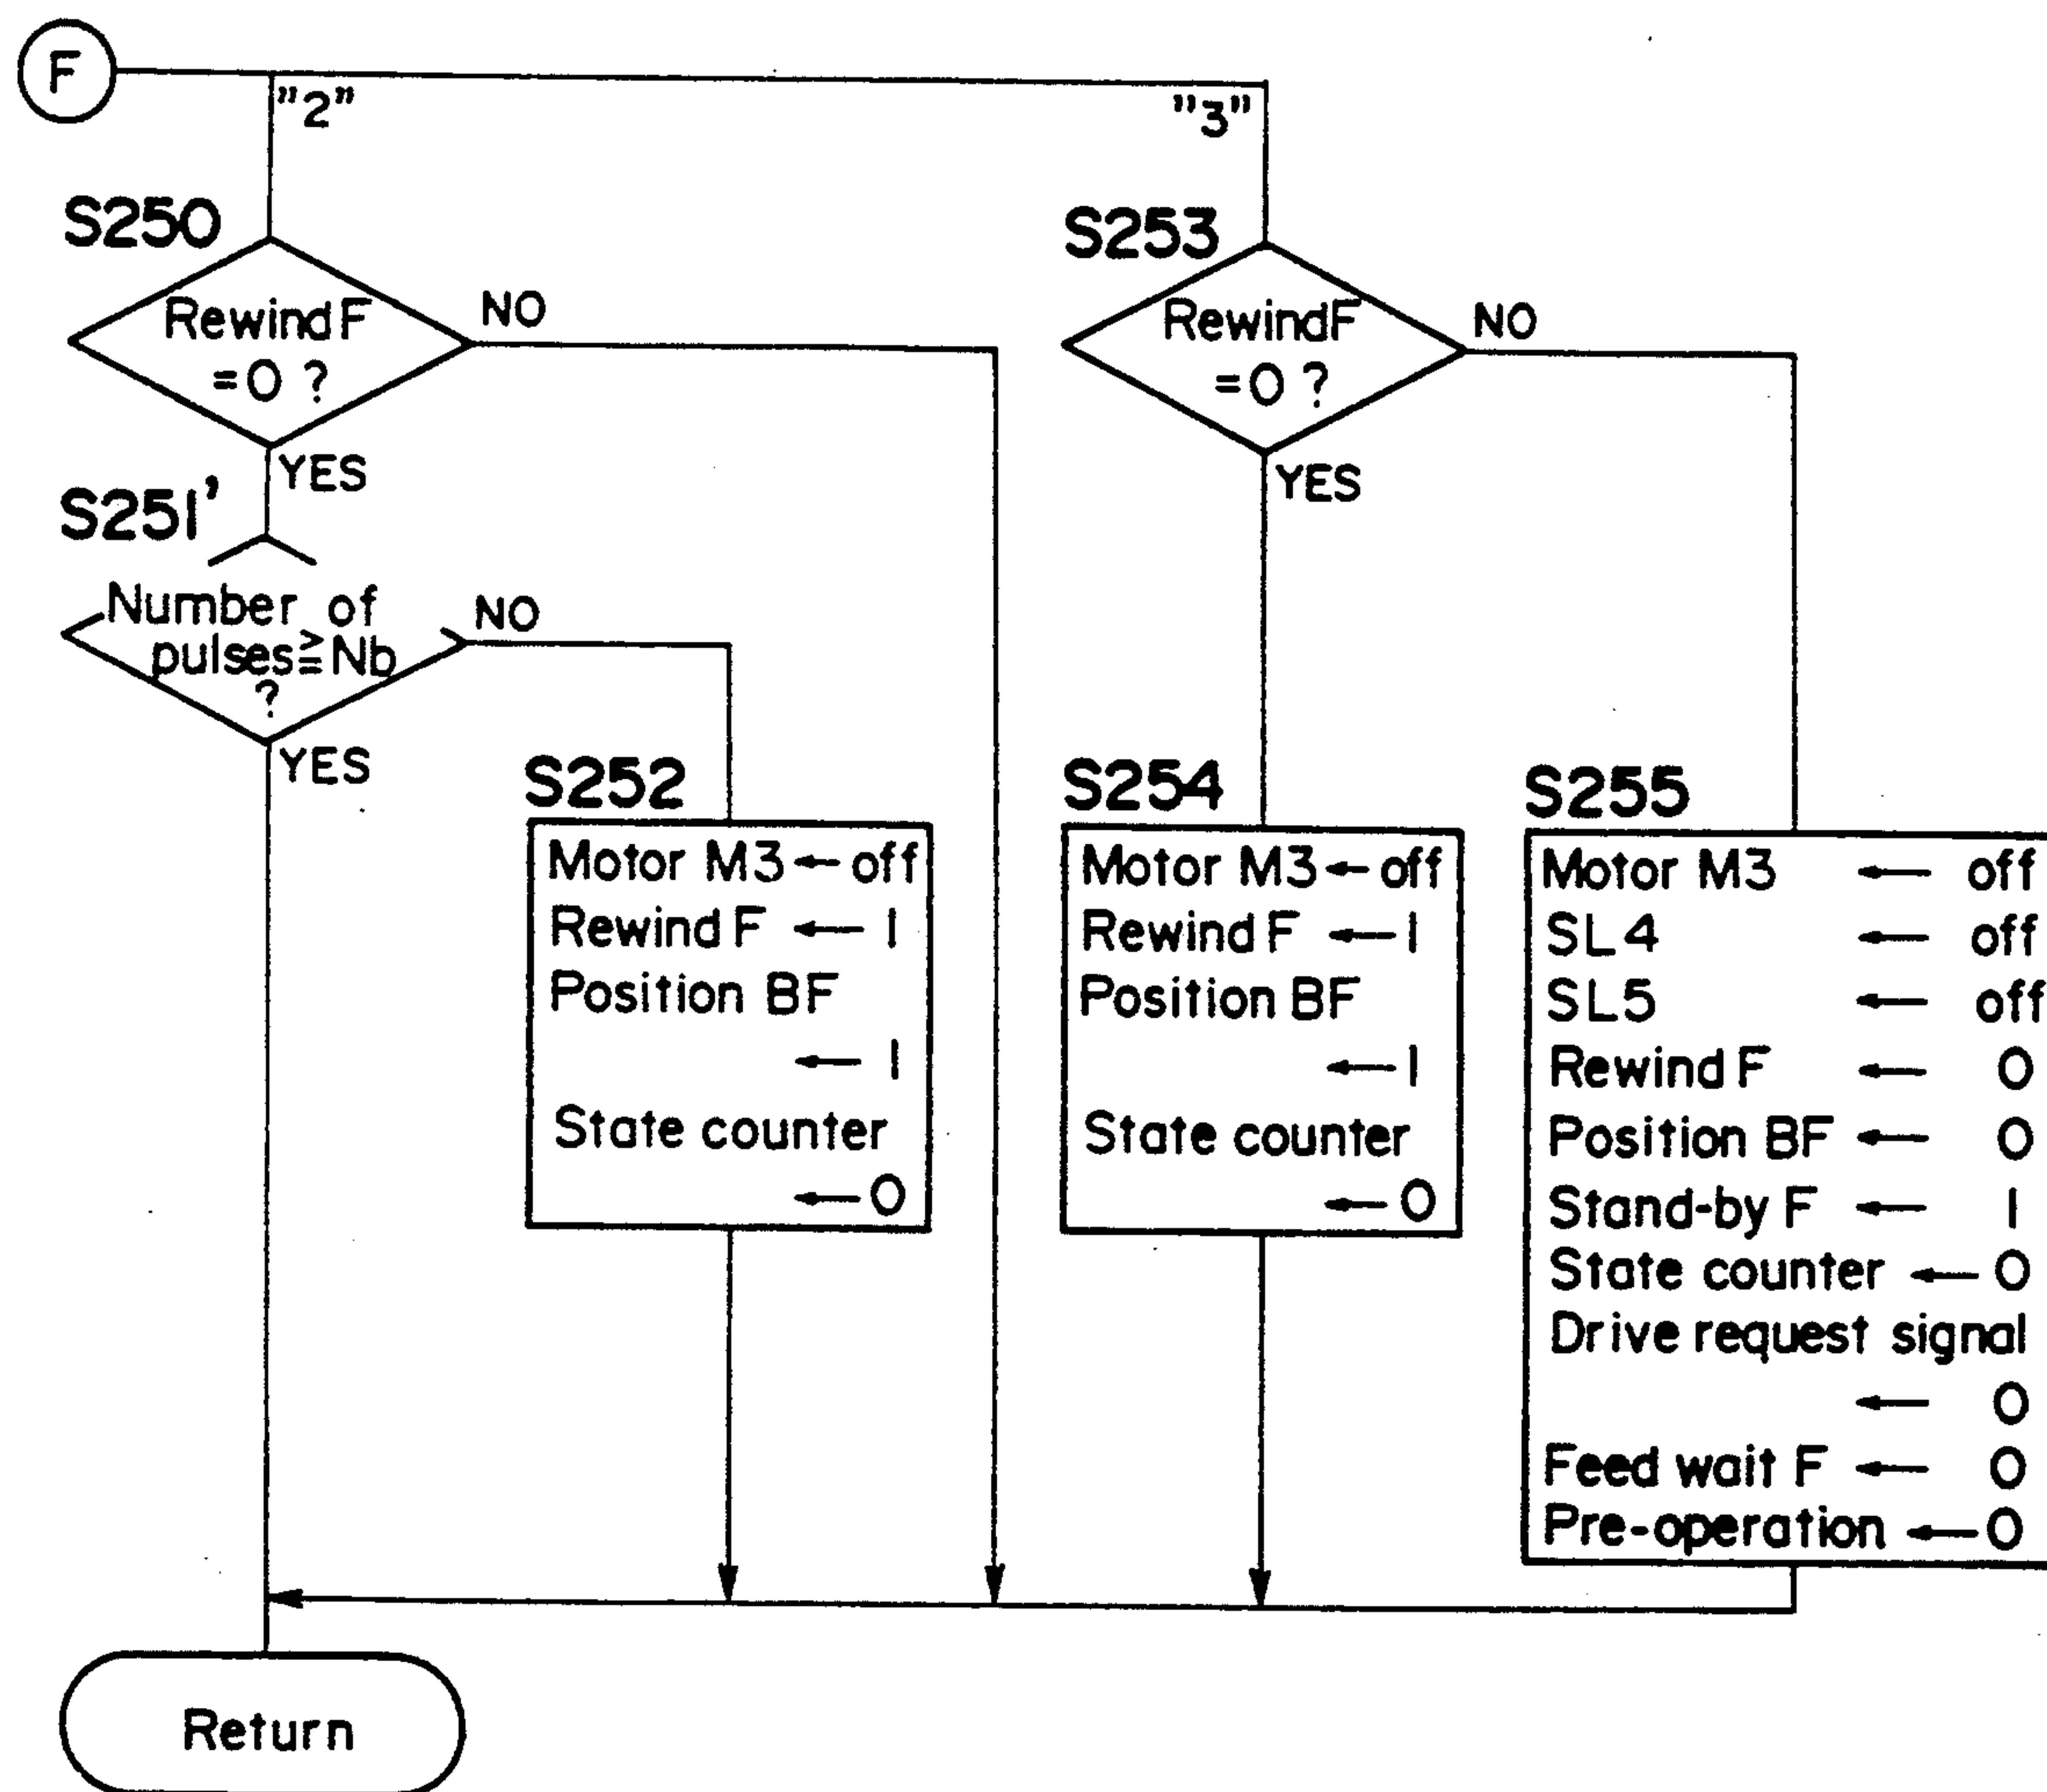 F
"2"
"3"
S250
Rewind F
=0 ?
NO
YES
S251'
Number of
pulses≧Nb
?
NO
YES
S252
Motor M3 ← off
Rewind F ← 1
Position BF
← 1
State counter
← 0
S253
Rewind F
=0 ?
NO
YES
S254
Motor M3 ← off
Rewind F ← 1
Position BF
← 1
State counter
← 0
S255
Motor M3 ← off
SL4 ← off
SL5 ← off
Rewind F ← 0
Position BF ← 0
Stand-by F ← 1
State counter ← 0
Drive request signal
← 0
Feed wait F ← 0
Pre-operation ← 0
Return